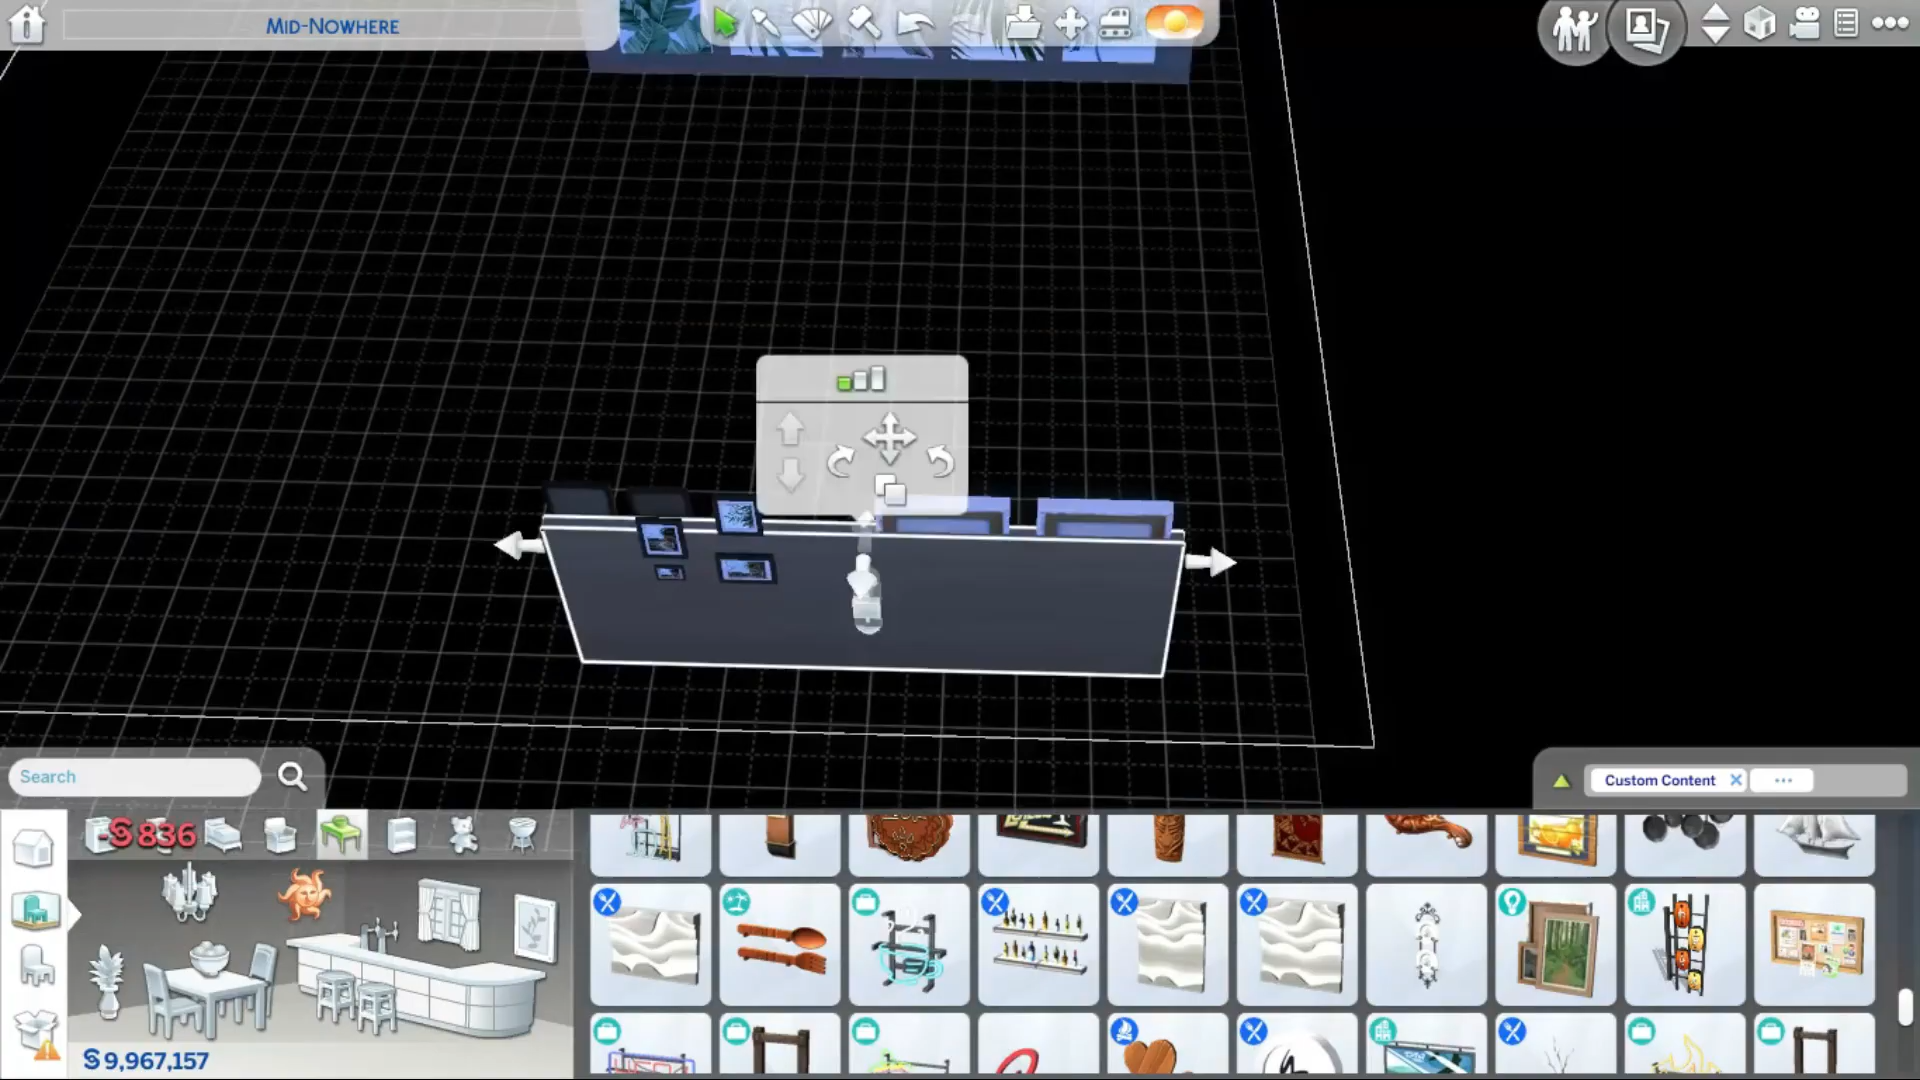 MID-NOWHERE
Search
Custom Content
-§836
§9,967,157